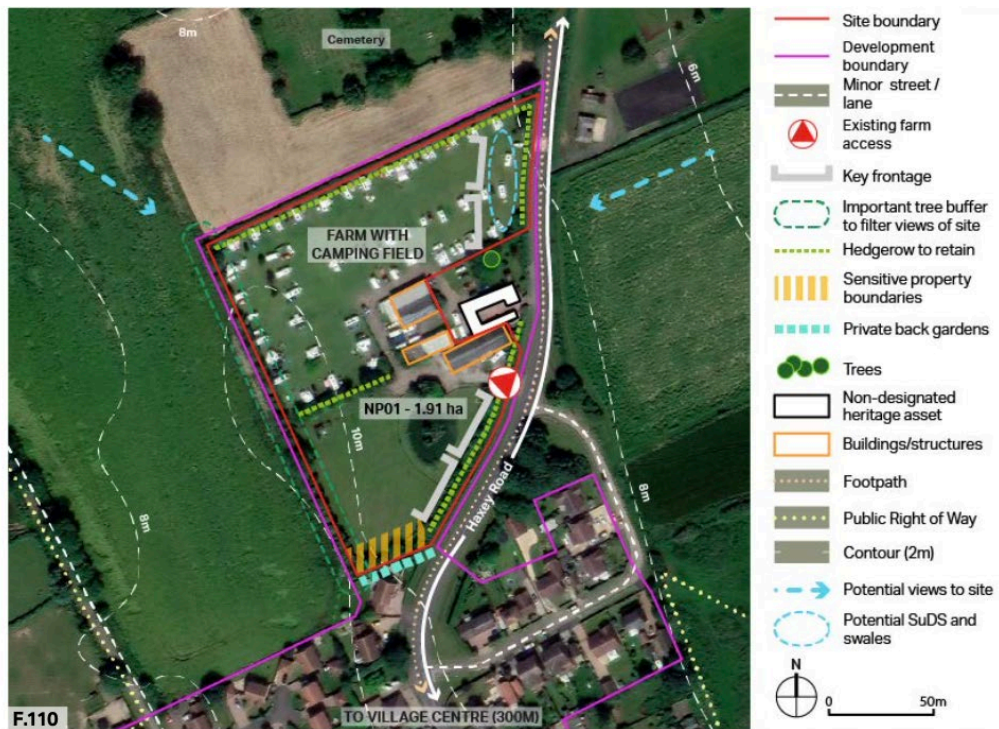 8m
Cemetery
6m
FARM WITH
CAMPING FIELD
NP01 - 1.91 ha
10m
8m
8m
Haxey Road
TO VILLAGE CENTRE (300M)
F.110
Site boundary
Development
boundary
Minor street /
lane
Existing farm
access
Key frontage
Important tree buffer
to filter views of site
Hedgerow to retain
Sensitive property
boundaries
Private back gardens
Trees
Non-designated
heritage asset
Buildings/structures
Footpath
Public Right of Way
Contour (2m)
Potential views to site
Potential SuDS and
swales
N
0
50m